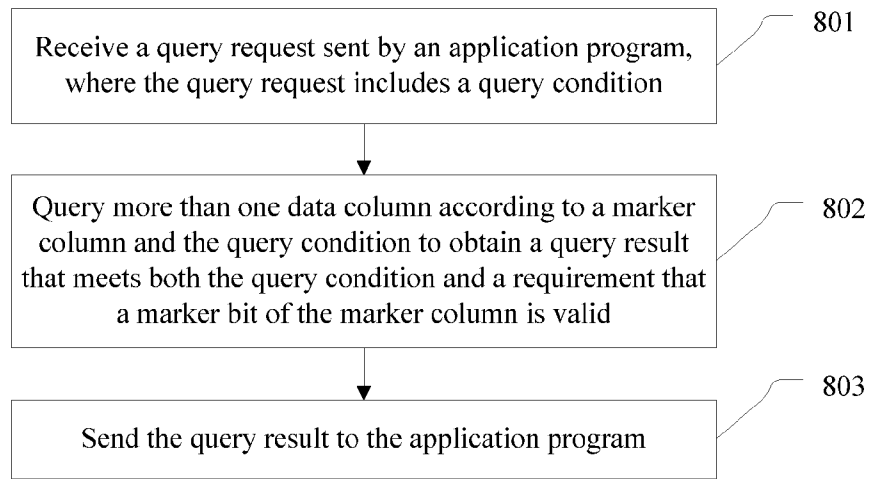 Receive a query request sent by an application program,
where the query request includes a query condition
801
Query more than one data column according to a marker
column and the query condition to obtain a query result
that meets both the query condition and a requirement that
a marker bit of the marker column is valid
802
Send the query result to the application program
803